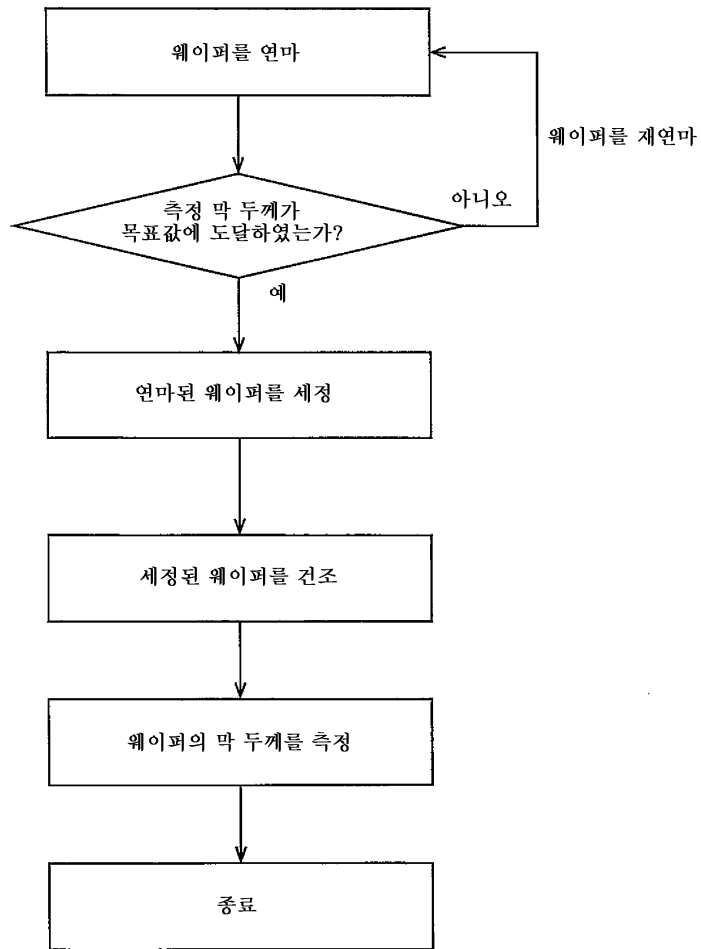 웨이퍼를 연마
웨이퍼를 재연마
아니오
측정 막 두께가
목표값에 도달하였는가?
예
연마된 웨이퍼를 세정
세정된 웨이퍼를 건조
웨이퍼의 막 두께를 측정
종료